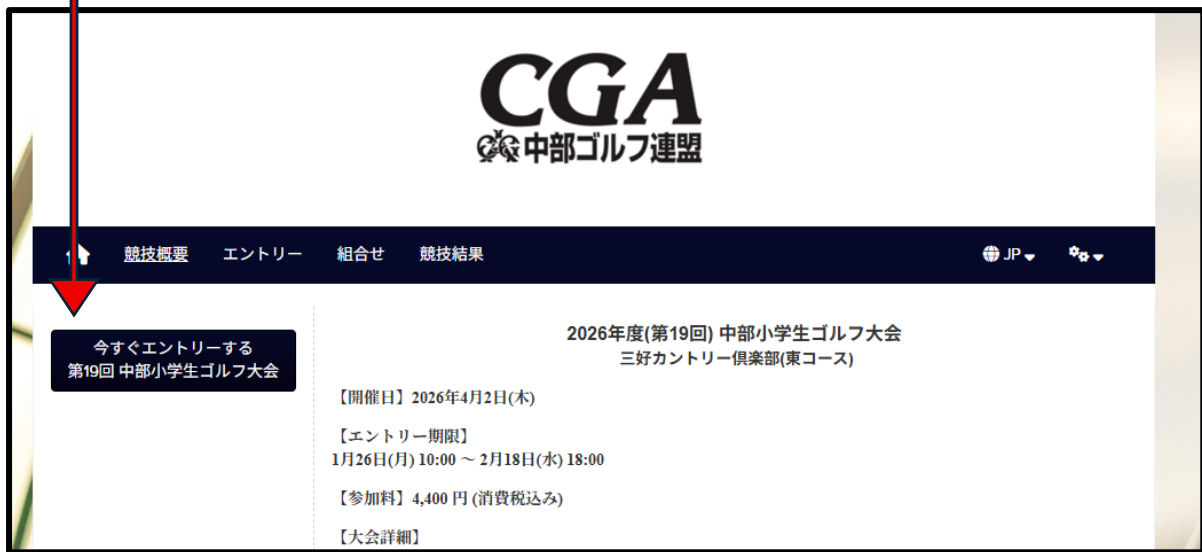 CGA
中部ゴルフ連盟
競技概要 エントリー 組合せ 競技結果 JP
今すぐエントリーする
第19回 中部小学生ゴルフ大会
2026年度(第19回) 中部小学生ゴルフ大会
三好カントリー倶楽部(東コース)
【開催日】2026年4月2日(木)
【エントリー期限】
1月26日(月) 10:00 ～ 2月18日(水) 18:00
【参加料】4,400 円 (消費税込み)
【大会詳細】